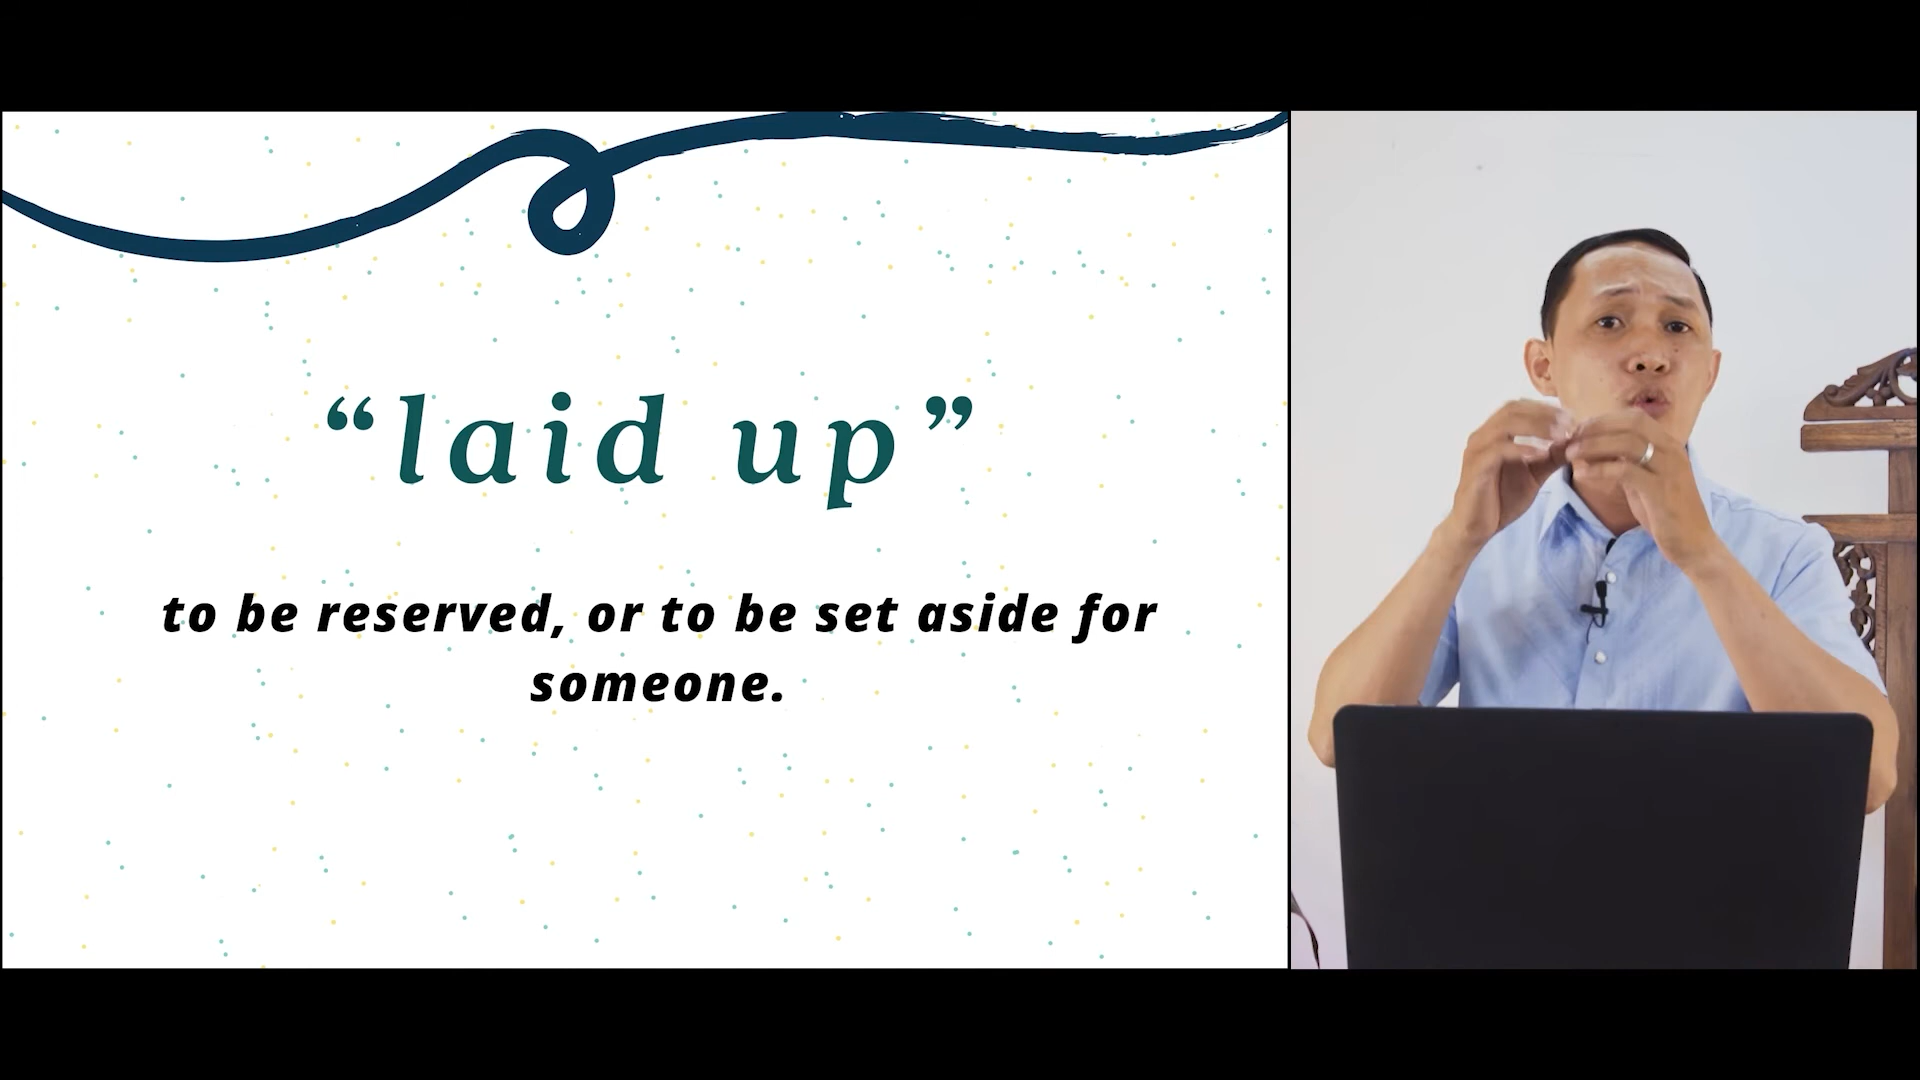 “laid up”
to be reserved, or to be set aside for
someone.